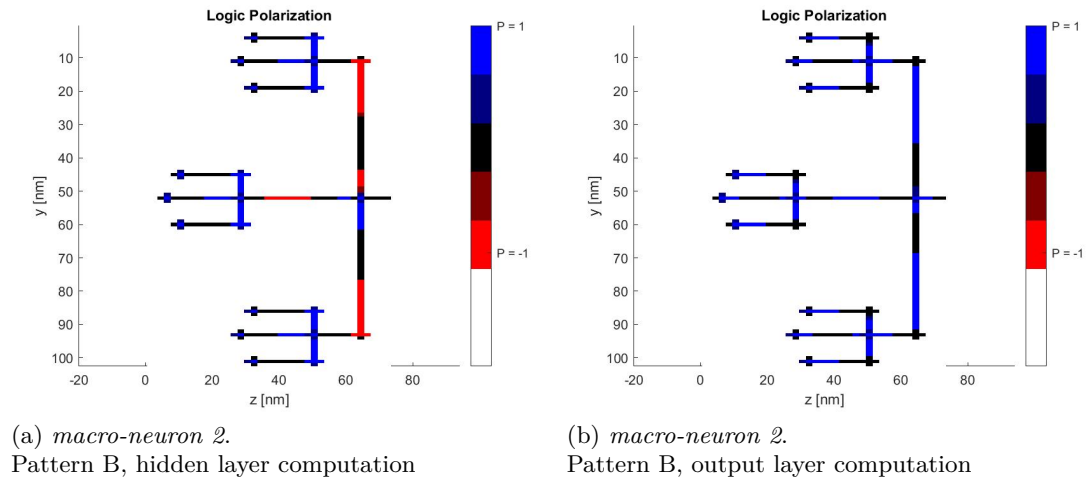 Logic Polarization
P = 1
10
20
30
40
50
60
70
80
90
100
y [nm]
P = -1
-20
0
20
40
60
80
z [nm]
(a) macro-neuron 2.
Pattern B, hidden layer computation
Logic Polarization
P = 1
10
20
30
40
50
60
70
80
90
100
y [nm]
P = -1
-20
0
20
40
60
80
z [nm]
(b) macro-neuron 2.
Pattern B, output layer computation